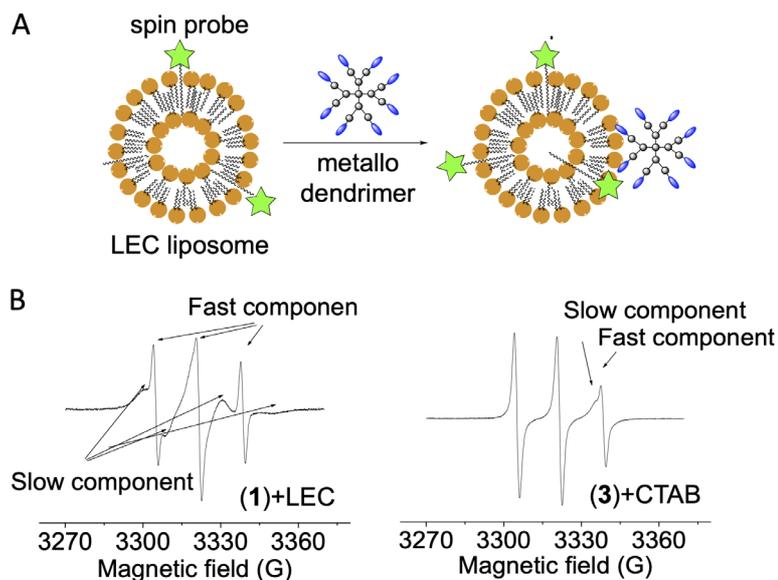 A
spin probe
metallo
dendrimer
LEC liposome
B
Fast componen
Slow component
(1)+LEC
3270 3300 3330 3360
Magnetic field (G)
Slow component
Fast component
(3)+CTAB
3270 3300 3330 3360
Magnetic field (G)